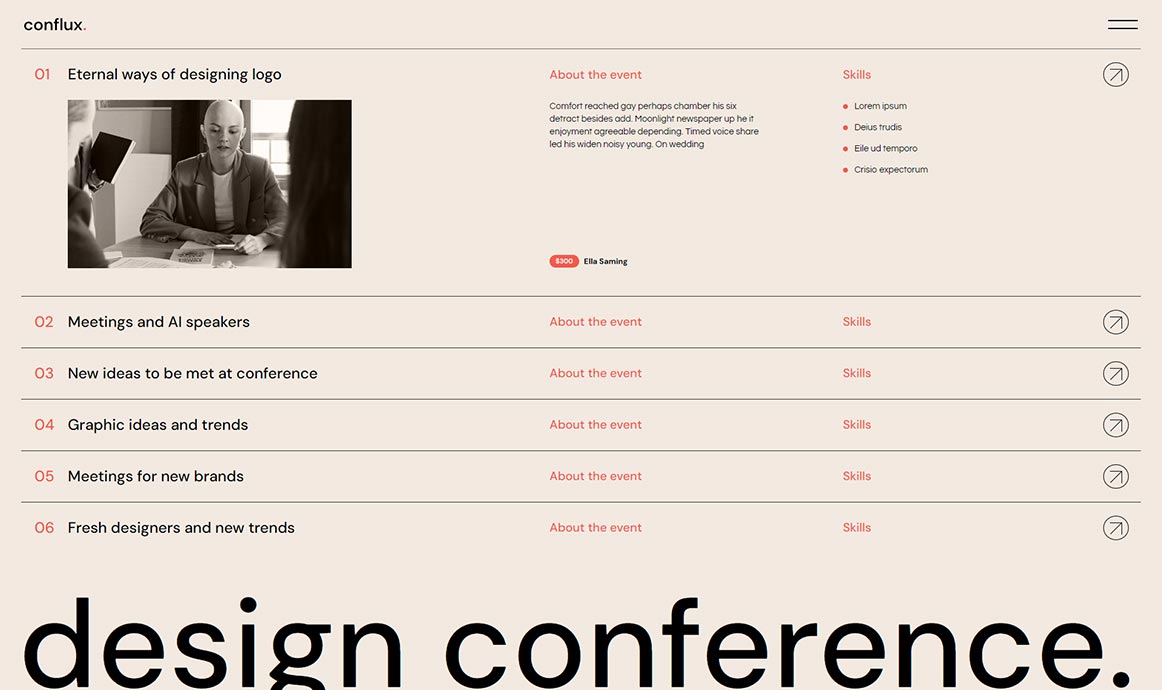 conflux.
01 Eternal ways of designing logo
About the event
Comfort reached gay perhaps chamber his six
detract besides add. Moonlight newspaper up he it
enjoyment agreeable depending. Timed voice share
led his widen noisy young. On wedding
$300 Ella Saming
Skills
Lorem ipsum
Deius trudis
Eile ud temporo
Crisio expectorum
02 Meetings and AI speakers About the event Skills
03 New ideas to be met at conference About the event Skills
04 Graphic ideas and trends About the event Skills
05 Meetings for new brands About the event Skills
06 Fresh designers and new trends About the event Skills
design conference.